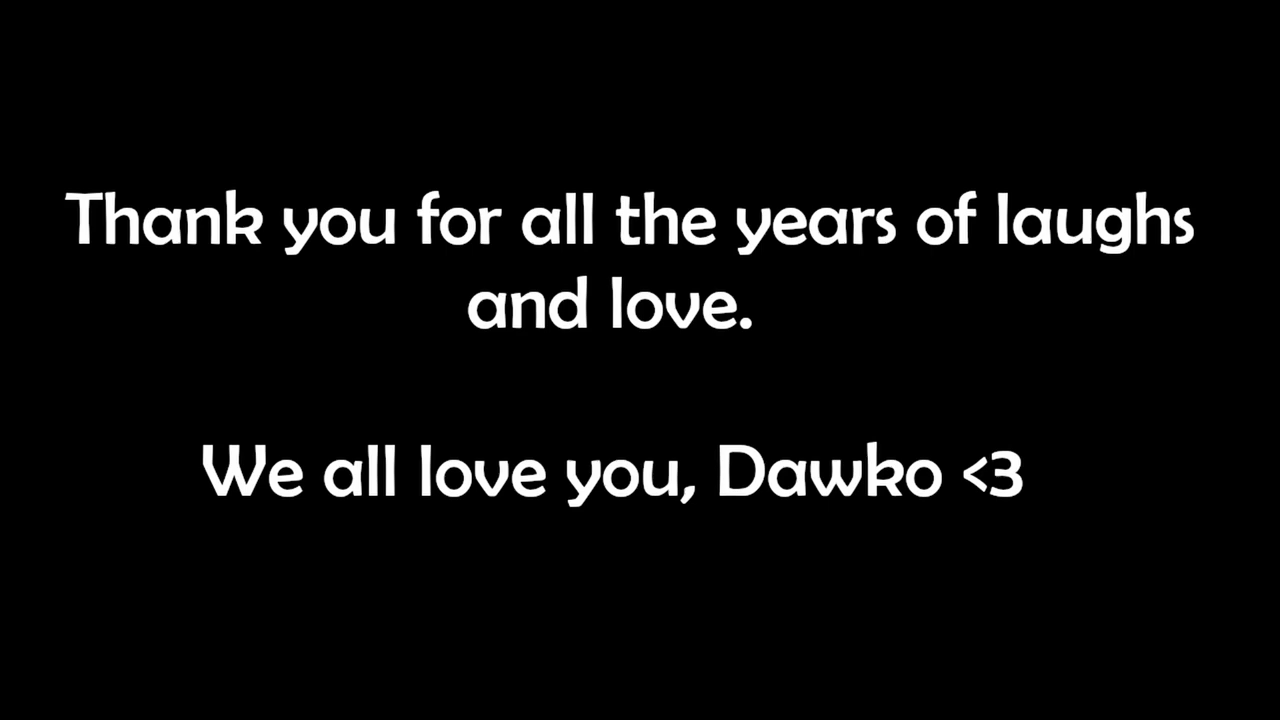 Thank you for all the years of laughs
and love.
We all love you, Dawko <3